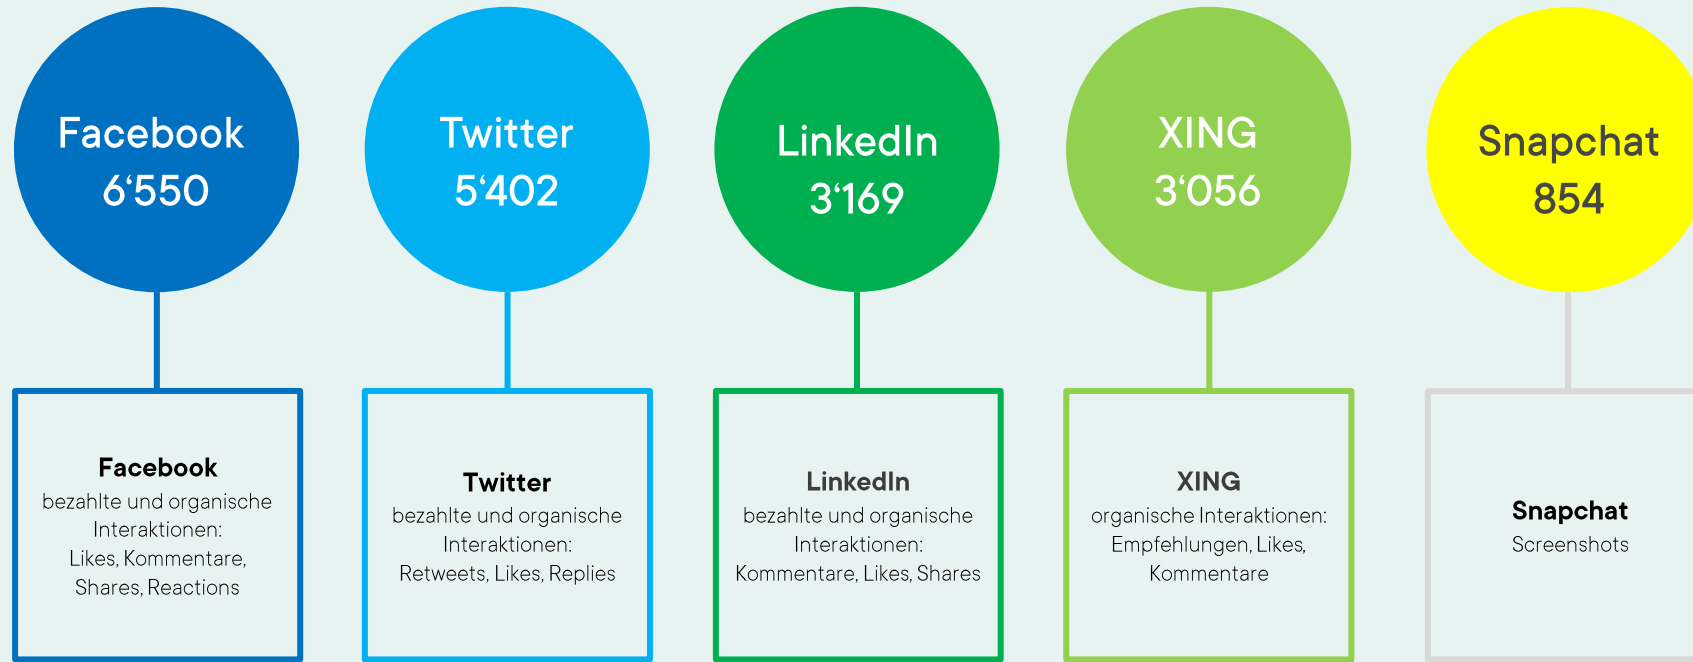 Facebook
6‘550
Twitter
5‘402
LinkedIn
3‘169
XING
3‘056
Snapchat
854
Facebook
bezahlte und organische
Interaktionen:
Likes, Kommentare,
Shares, Reactions
Twitter
bezahlte und organische
Interaktionen:
Retweets, Likes, Replies
LinkedIn
bezahlte und organische
Interaktionen:
Kommentare, Likes, Shares
XING
organische Interaktionen:
Empfehlungen, Likes,
Kommentare
Snapchat
Screenshots